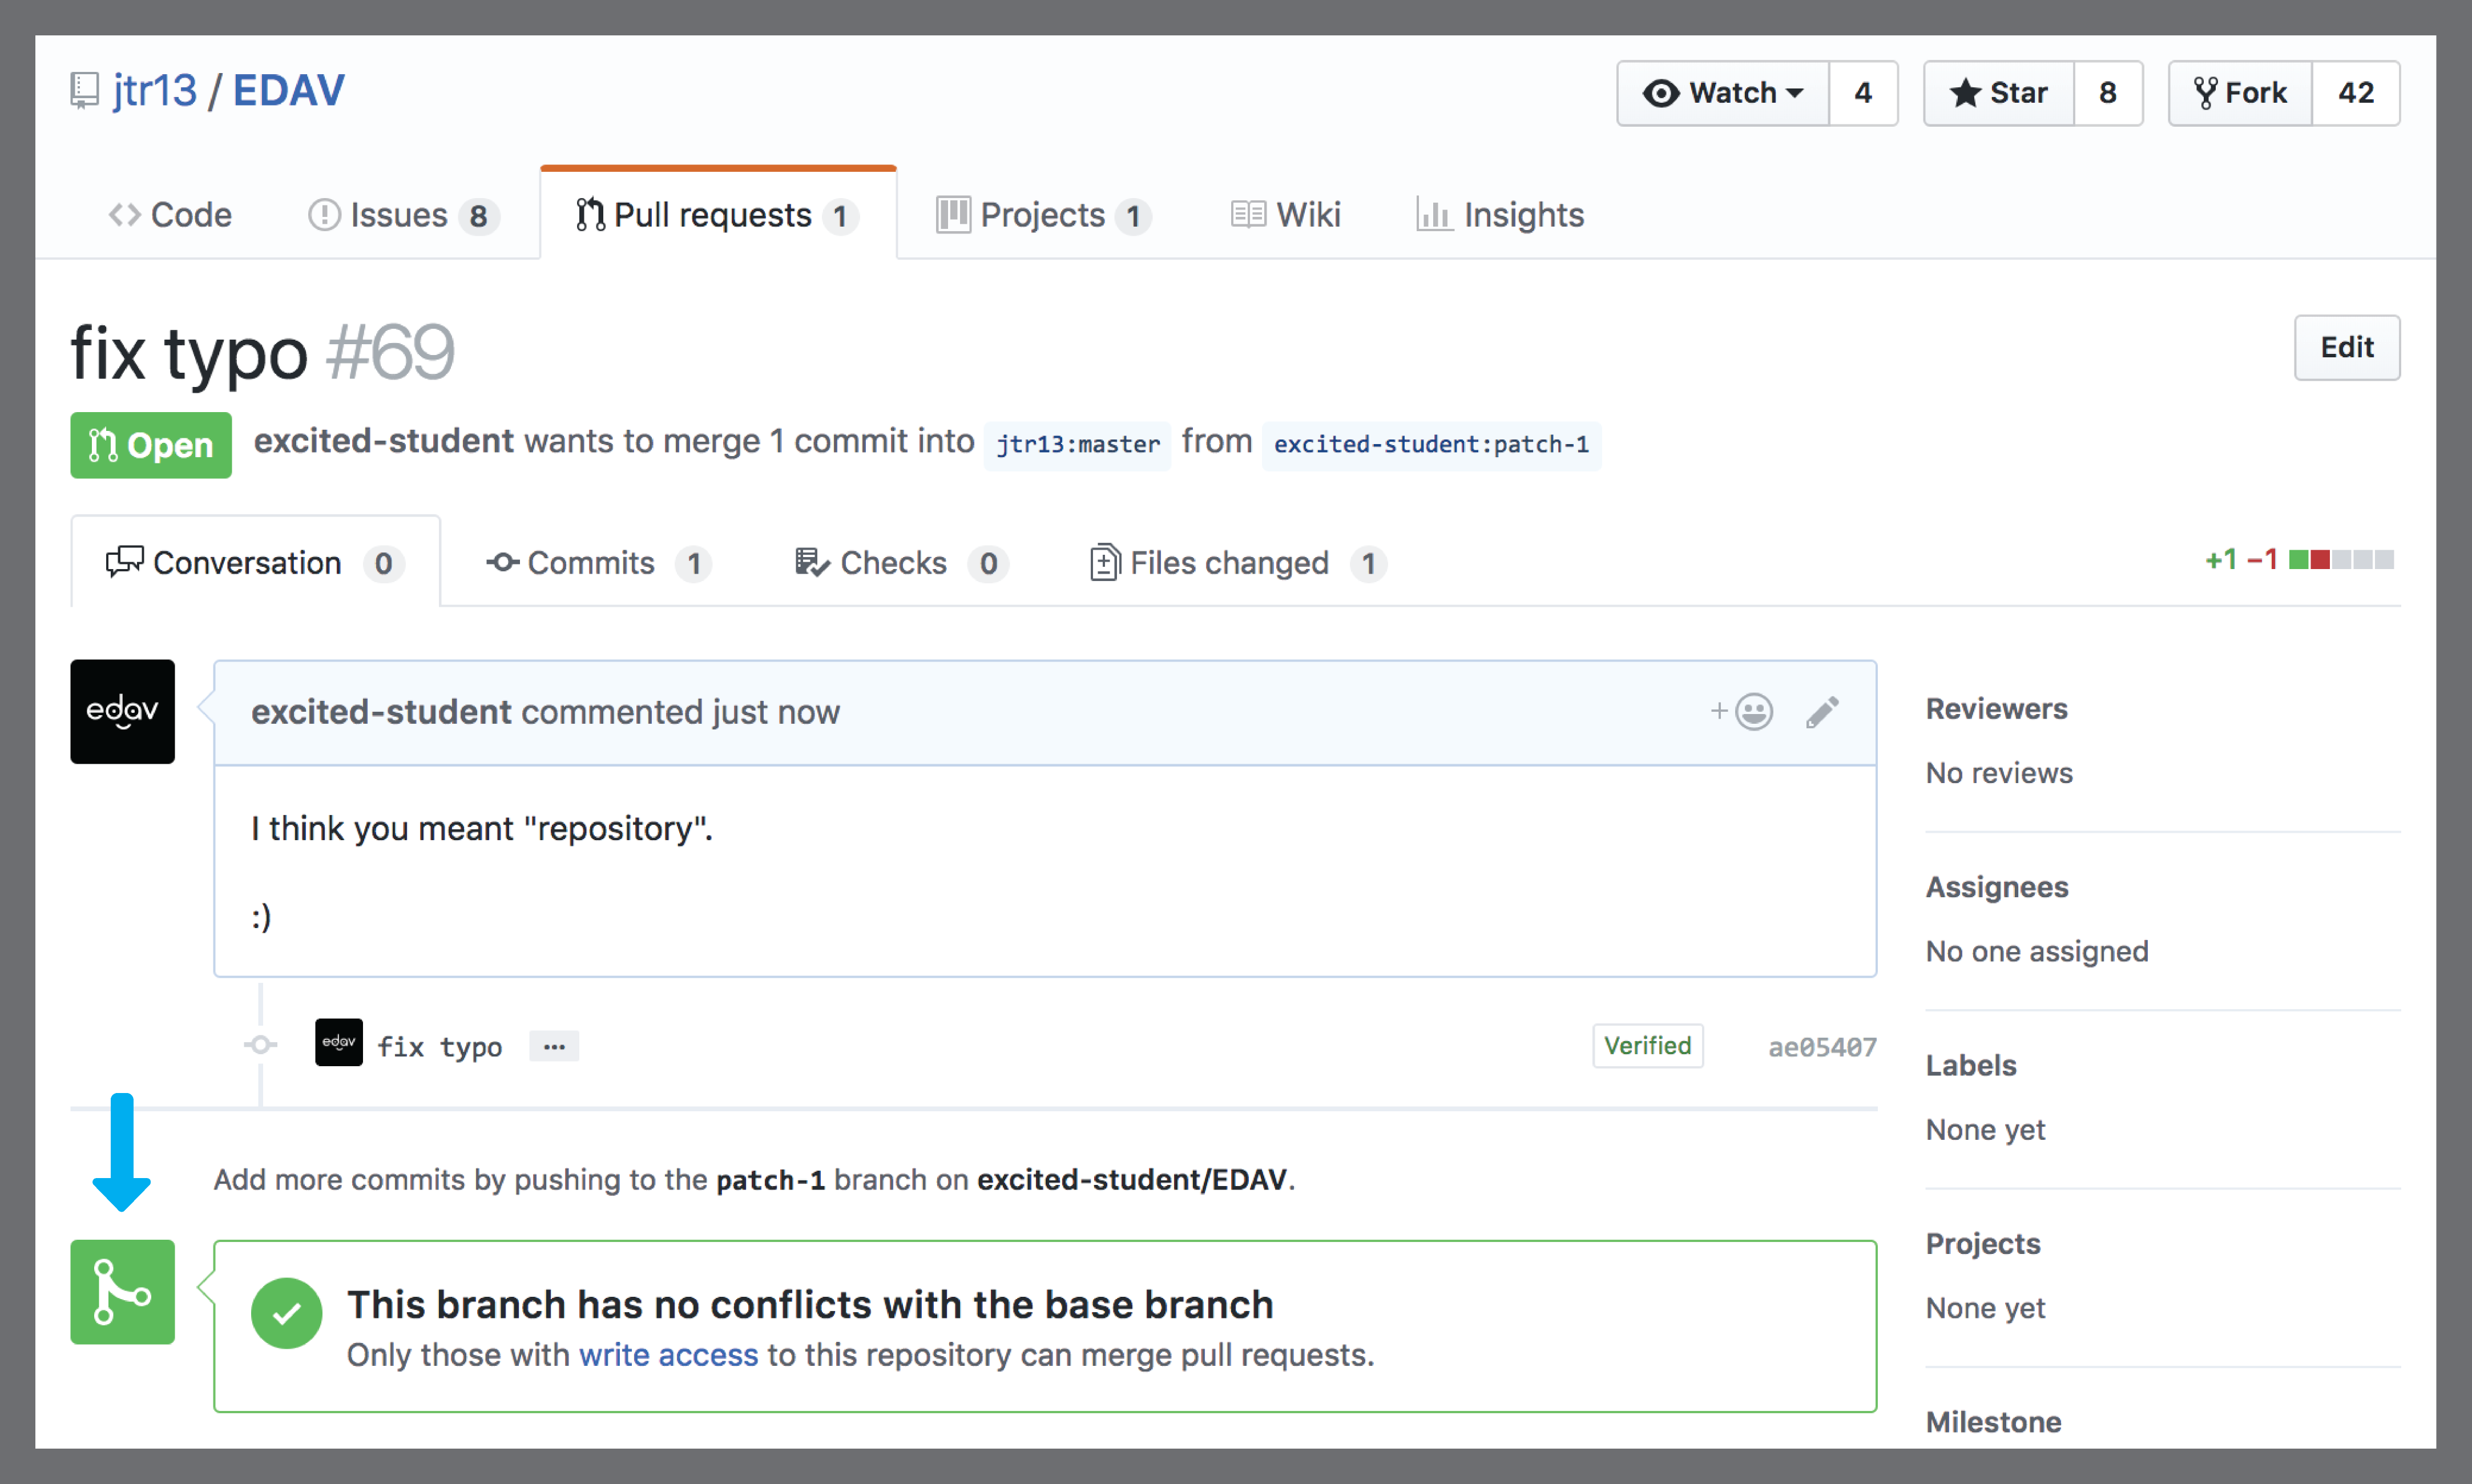 jtr13 / EDAV
Watch 4 Star 8 Fork 42
Code Issues 8 Pull requests 1 Projects 1 Wiki Insights
fix typo #69
Edit
Open excited-student wants to merge 1 commit into jtr13:master from excited-student:patch-1
Conversation 0 Commits 1 Checks 0 Files changed 1 +1 −1
edav
excited-student commented just now
I think you meant "repository".
:)
edav fix typo ... Verified ae05407
Add more commits by pushing to the patch-1 branch on excited-student/EDAV.
This branch has no conflicts with the base branch
Only those with write access to this repository can merge pull requests.
Reviewers
No reviews
Assignees
No one assigned
Labels
None yet
Projects
None yet
Milestone